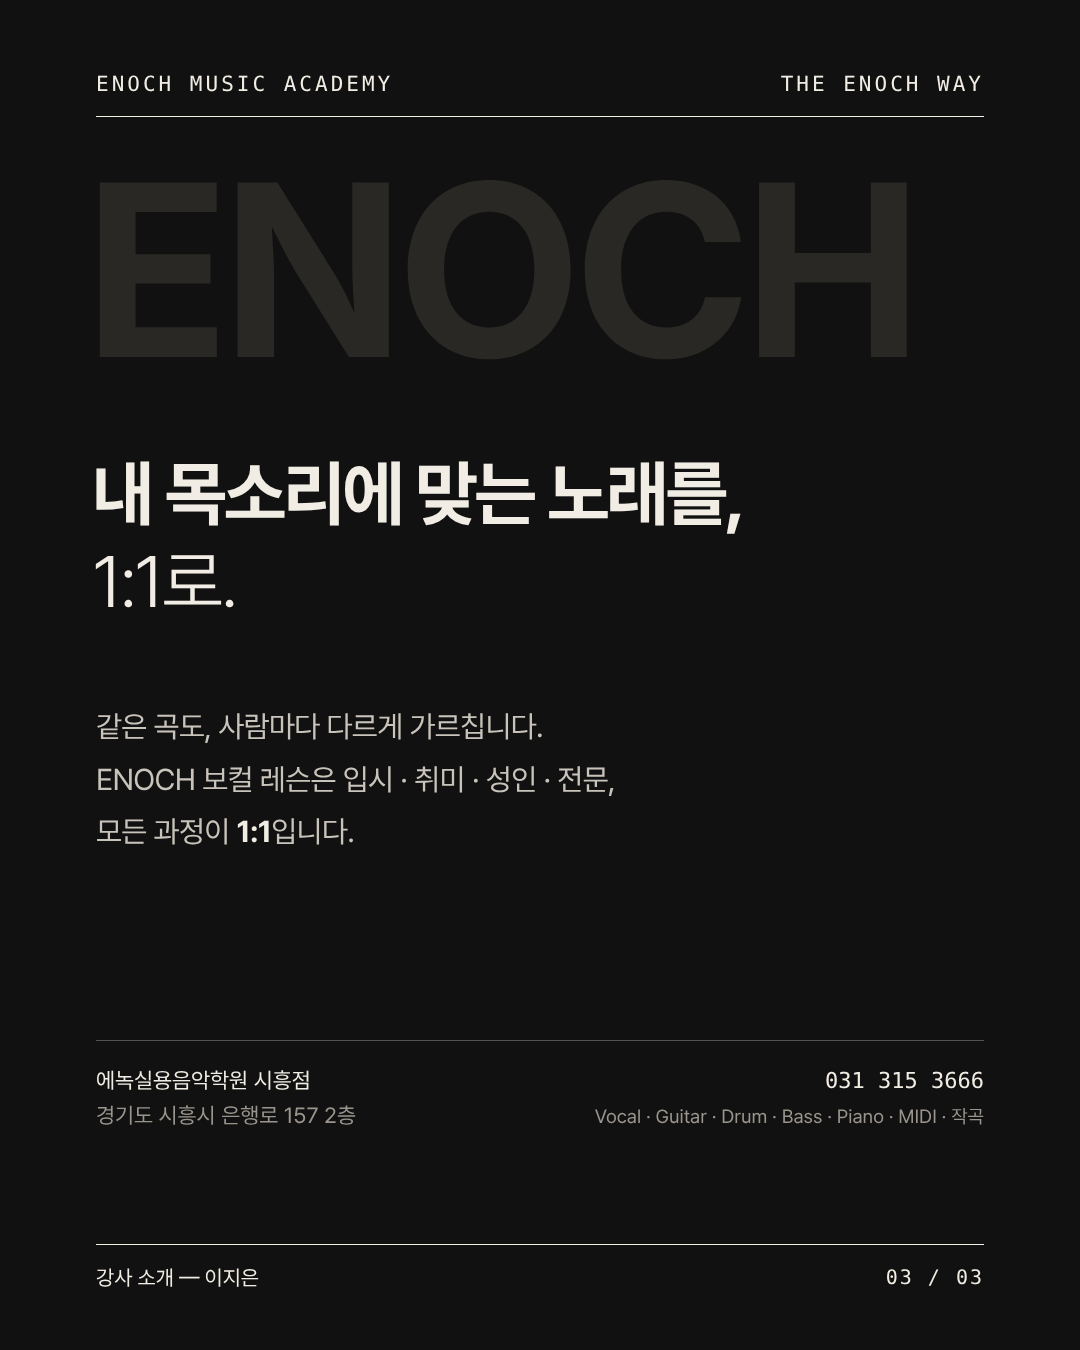 ENOCH MUSIC ACADEMY
THE ENOCH WAY
ENOCH
내 목소리에 맞는 노래를,
1:1로.
같은 곡도, 사람마다 다르게 가르칩니다.
ENOCH 보컬 레슨은 입시 · 취미 · 성인 · 전문,
모든 과정이 1:1입니다.
에녹실용음악학원 시흥점
031 315 3666
경기도 시흥시 은행로 157 2층
Vocal · Guitar · Drum · Bass · Piano · MIDI · 작곡
강사 소개 — 이지은
03 / 03